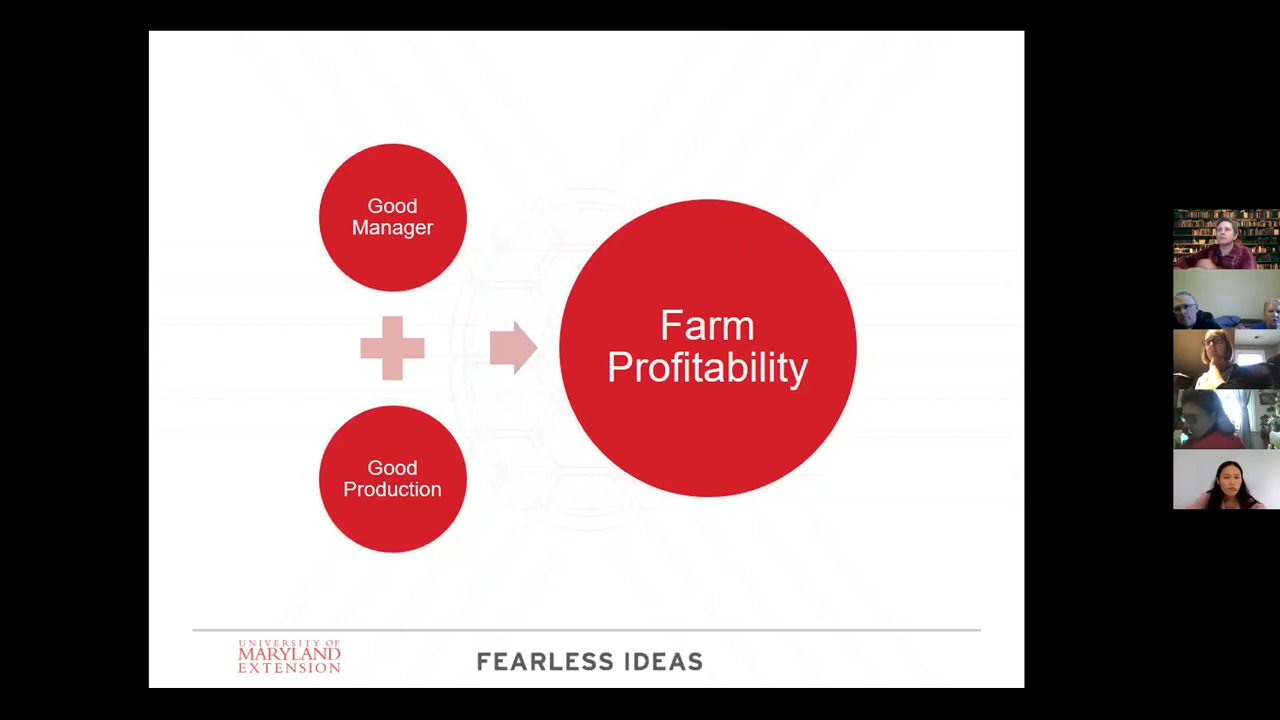 Good
Manager
Good
Production
Farm
Profitability
UNIVERSITY OF
MARYLAND
EXTENSION
FEARLESS IDEAS